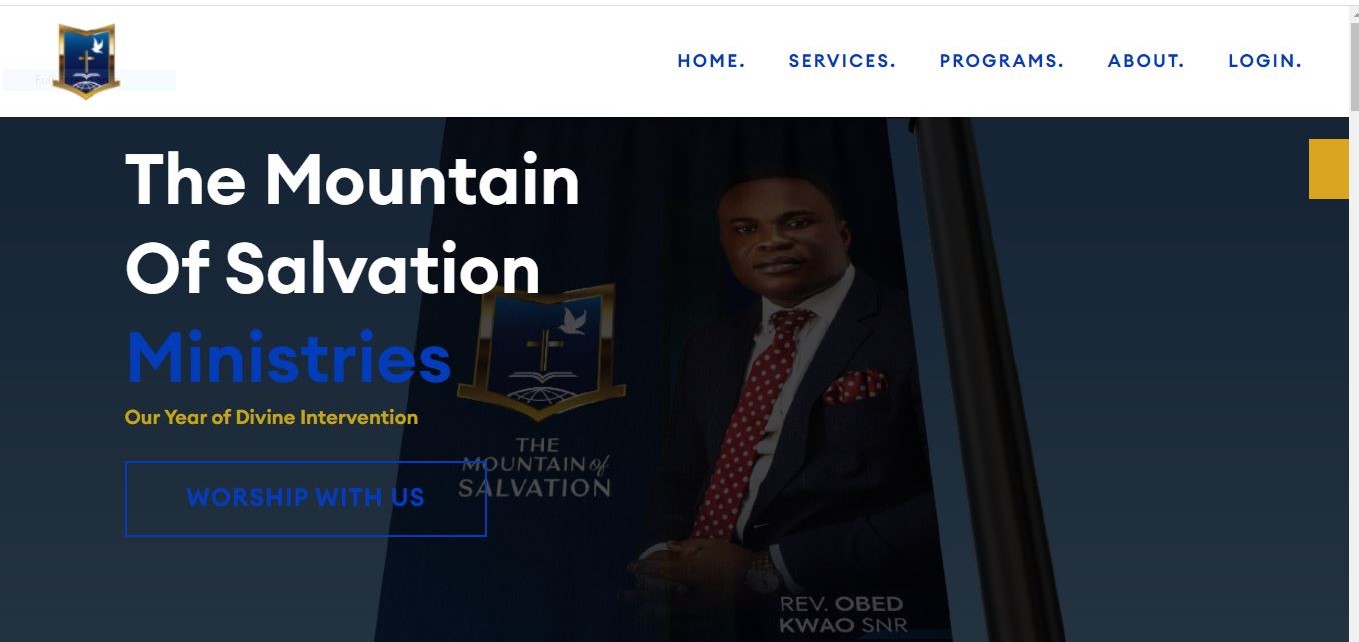 HOME. SERVICES. PROGRAMS. ABOUT. LOGIN.
The Mountain
Of Salvation
Ministries
Our Year of Divine Intervention
WORSHIP WITH US
THE
MOUNTAIN of
SALVATION
REV. OBED
KWAO SNR